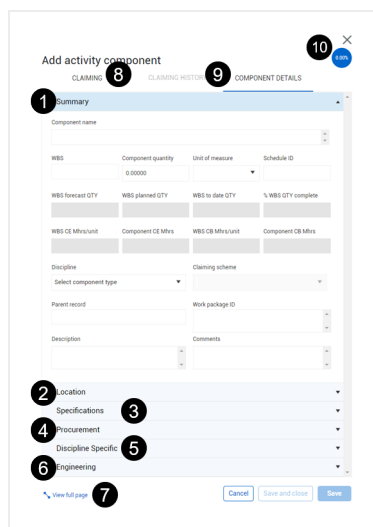 10
0.00%
Add activity component
CLAIMING 8 CLAIMING HISTORY 9 COMPONENT DETAILS
1 Summary
Component name
WBS Component quantity Unit of measure Schedule ID
0.00000
WBS forecast QTY WBS planned QTY WBS to date QTY % WBS QTY complete
WBS CE Mhrs/unit Component CE Mhrs WBS CB Mhrs/unit Component CB Mhrs
Discipline Claiming scheme
Select component type
Parent record Work package ID
Description Comments
2 Location
Specifications 3
4 Procurement
Discipline Specific 5
6 Engineering
View full page 7 Cancel Save and close Save